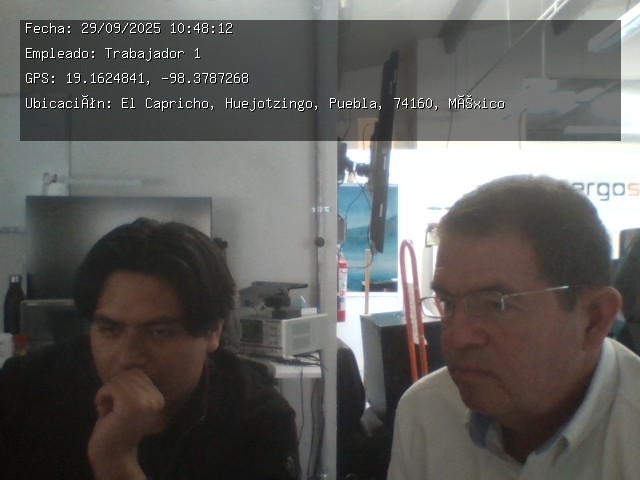 Fecha: 29/09/2025 10:48:12
Empleado: Trabajador 1
GPS: 19.1624841, -98.3787268
UbicaciÃłn: El Capricho, Huejotzingo, Puebla, 74160, MÃ©xico
ergos